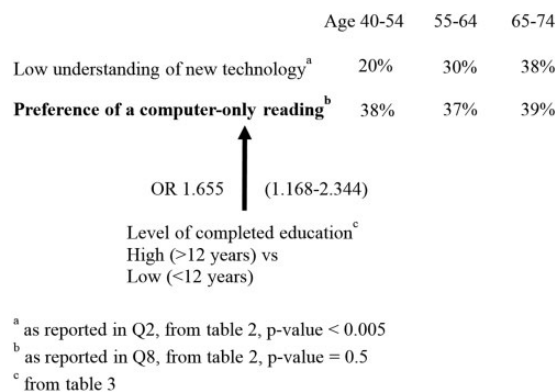 Age 40-54 55-64 65-74
Low understanding of new technology a 20% 30% 38%
Preference of a computer-only reading b 38% 37% 39%
OR 1.655 (1.168-2.344)
Level of completed education c
High (>12 years) vs
Low (<12 years)
a as reported in Q2, from table 2, p-value < 0.005
b as reported in Q8, from table 2, p-value = 0.5
c from table 3